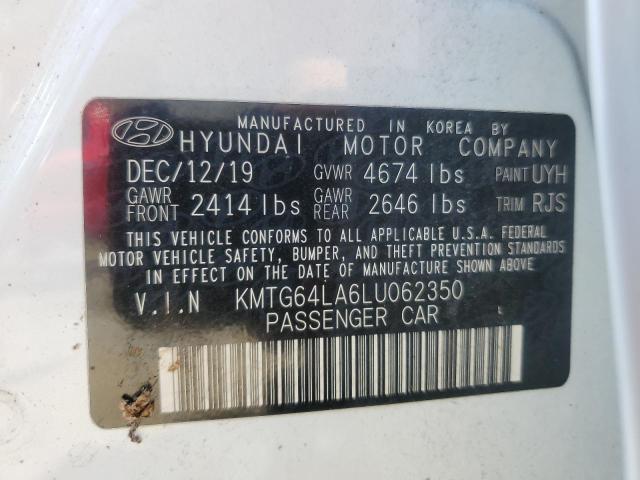 MANUFACTURED IN KOREA BY
HYUNDAI MOTOR COMPANY
DEC/12/19 GVWR 4674 lbs PAINT UYH
GAWR FRONT 2414 lbs GAWR REAR 2646 lbs TRIM RJS
THIS VEHICLE CONFORMS TO ALL APPLICABLE U.S.A. FEDERAL
MOTOR VEHICLE SAFETY, BUMPER, AND THEFT PREVENTION STANDARDS
IN EFFECT ON THE DATE OF MANUFACTURE SHOWN ABOVE.
V.I.N KMTG64LA6LU062350
PASSENGER CAR